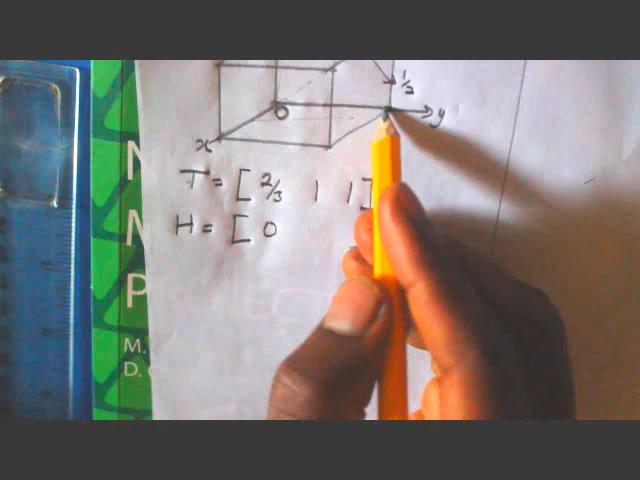 1/2
O
y
x
T = [ 2/3 1 1 ]
H = [ 0
N
M
P
M.
D.